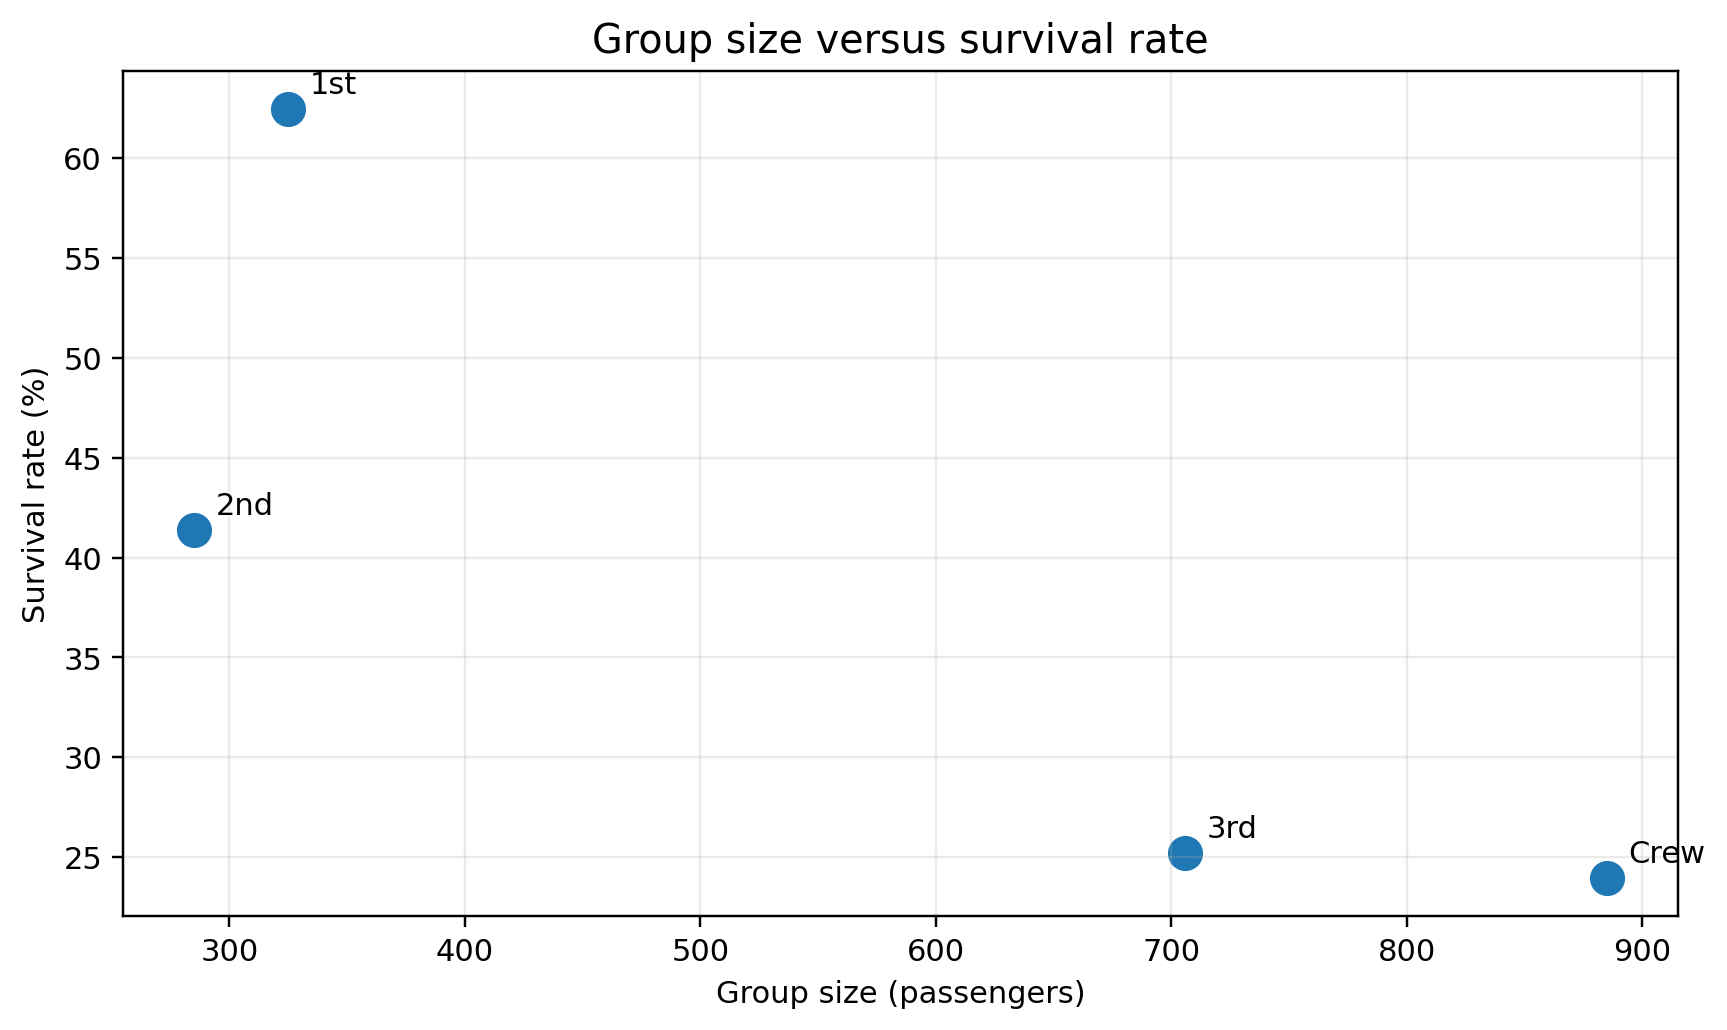 Group size versus survival rate
1st
60
55
50
2nd
45
40
35
30
3rd
Crew
25
Survival rate (%)
300 400 500 600 700 800 900
Group size (passengers)